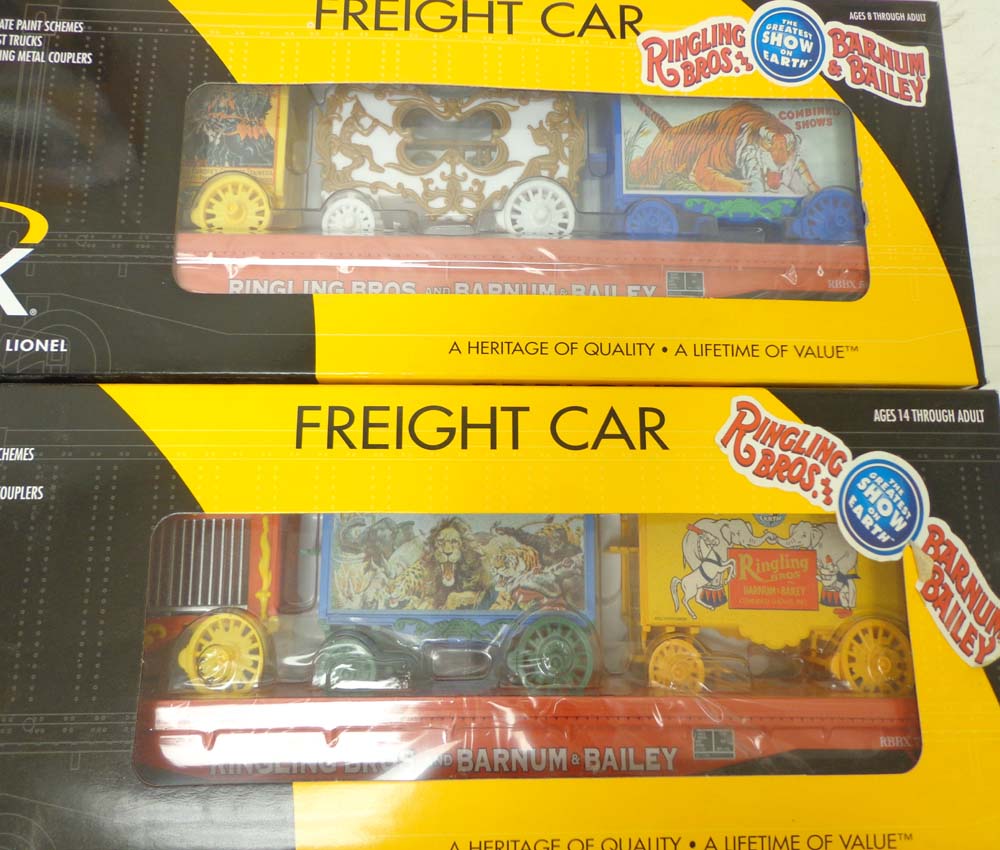 FREIGHT CAR
ATE PAINT SCHEMES
ST TRUCKS
ING METAL COUPLERS
RINGLING
BROS. &
THE
GREATEST
SHOW
ON
EARTH
BARNUM
& BAILEY
AGES 8 THROUGH ADULT
COMBINED
SHOWS
RINGLING BROS AND BARNUM & BAILEY
RBBX
K
LIONEL
A HERITAGE OF QUALITY • A LIFETIME OF VALUE™
FREIGHT CAR
CHEMES
OUPLERS
RINGLING
BROS. &
THE
GREATEST
SHOW
ON
EARTH
BARNUM
& BAILEY
AGES 14 THROUGH ADULT
EARTH
Ringling
BROS
BARNUM & BAILEY
RINGLING BROS AND BARNUM & BAILEY
RBBX
A HERITAGE OF QUALITY • A LIFETIME OF VALUE™